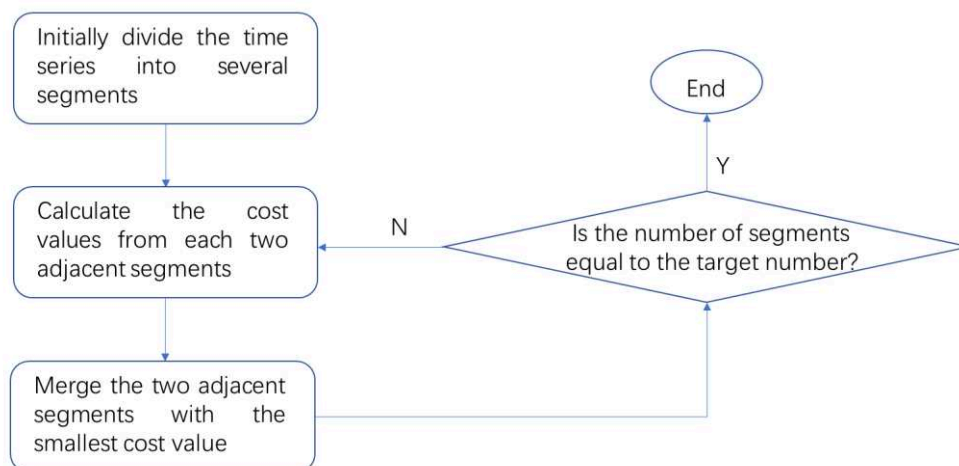 Initially divide the time
series into several
segments
End
Y
Calculate the cost
values from each two
adjacent segments
N
Is the number of segments
equal to the target number?
Merge the two adjacent
segments with the
smallest cost value